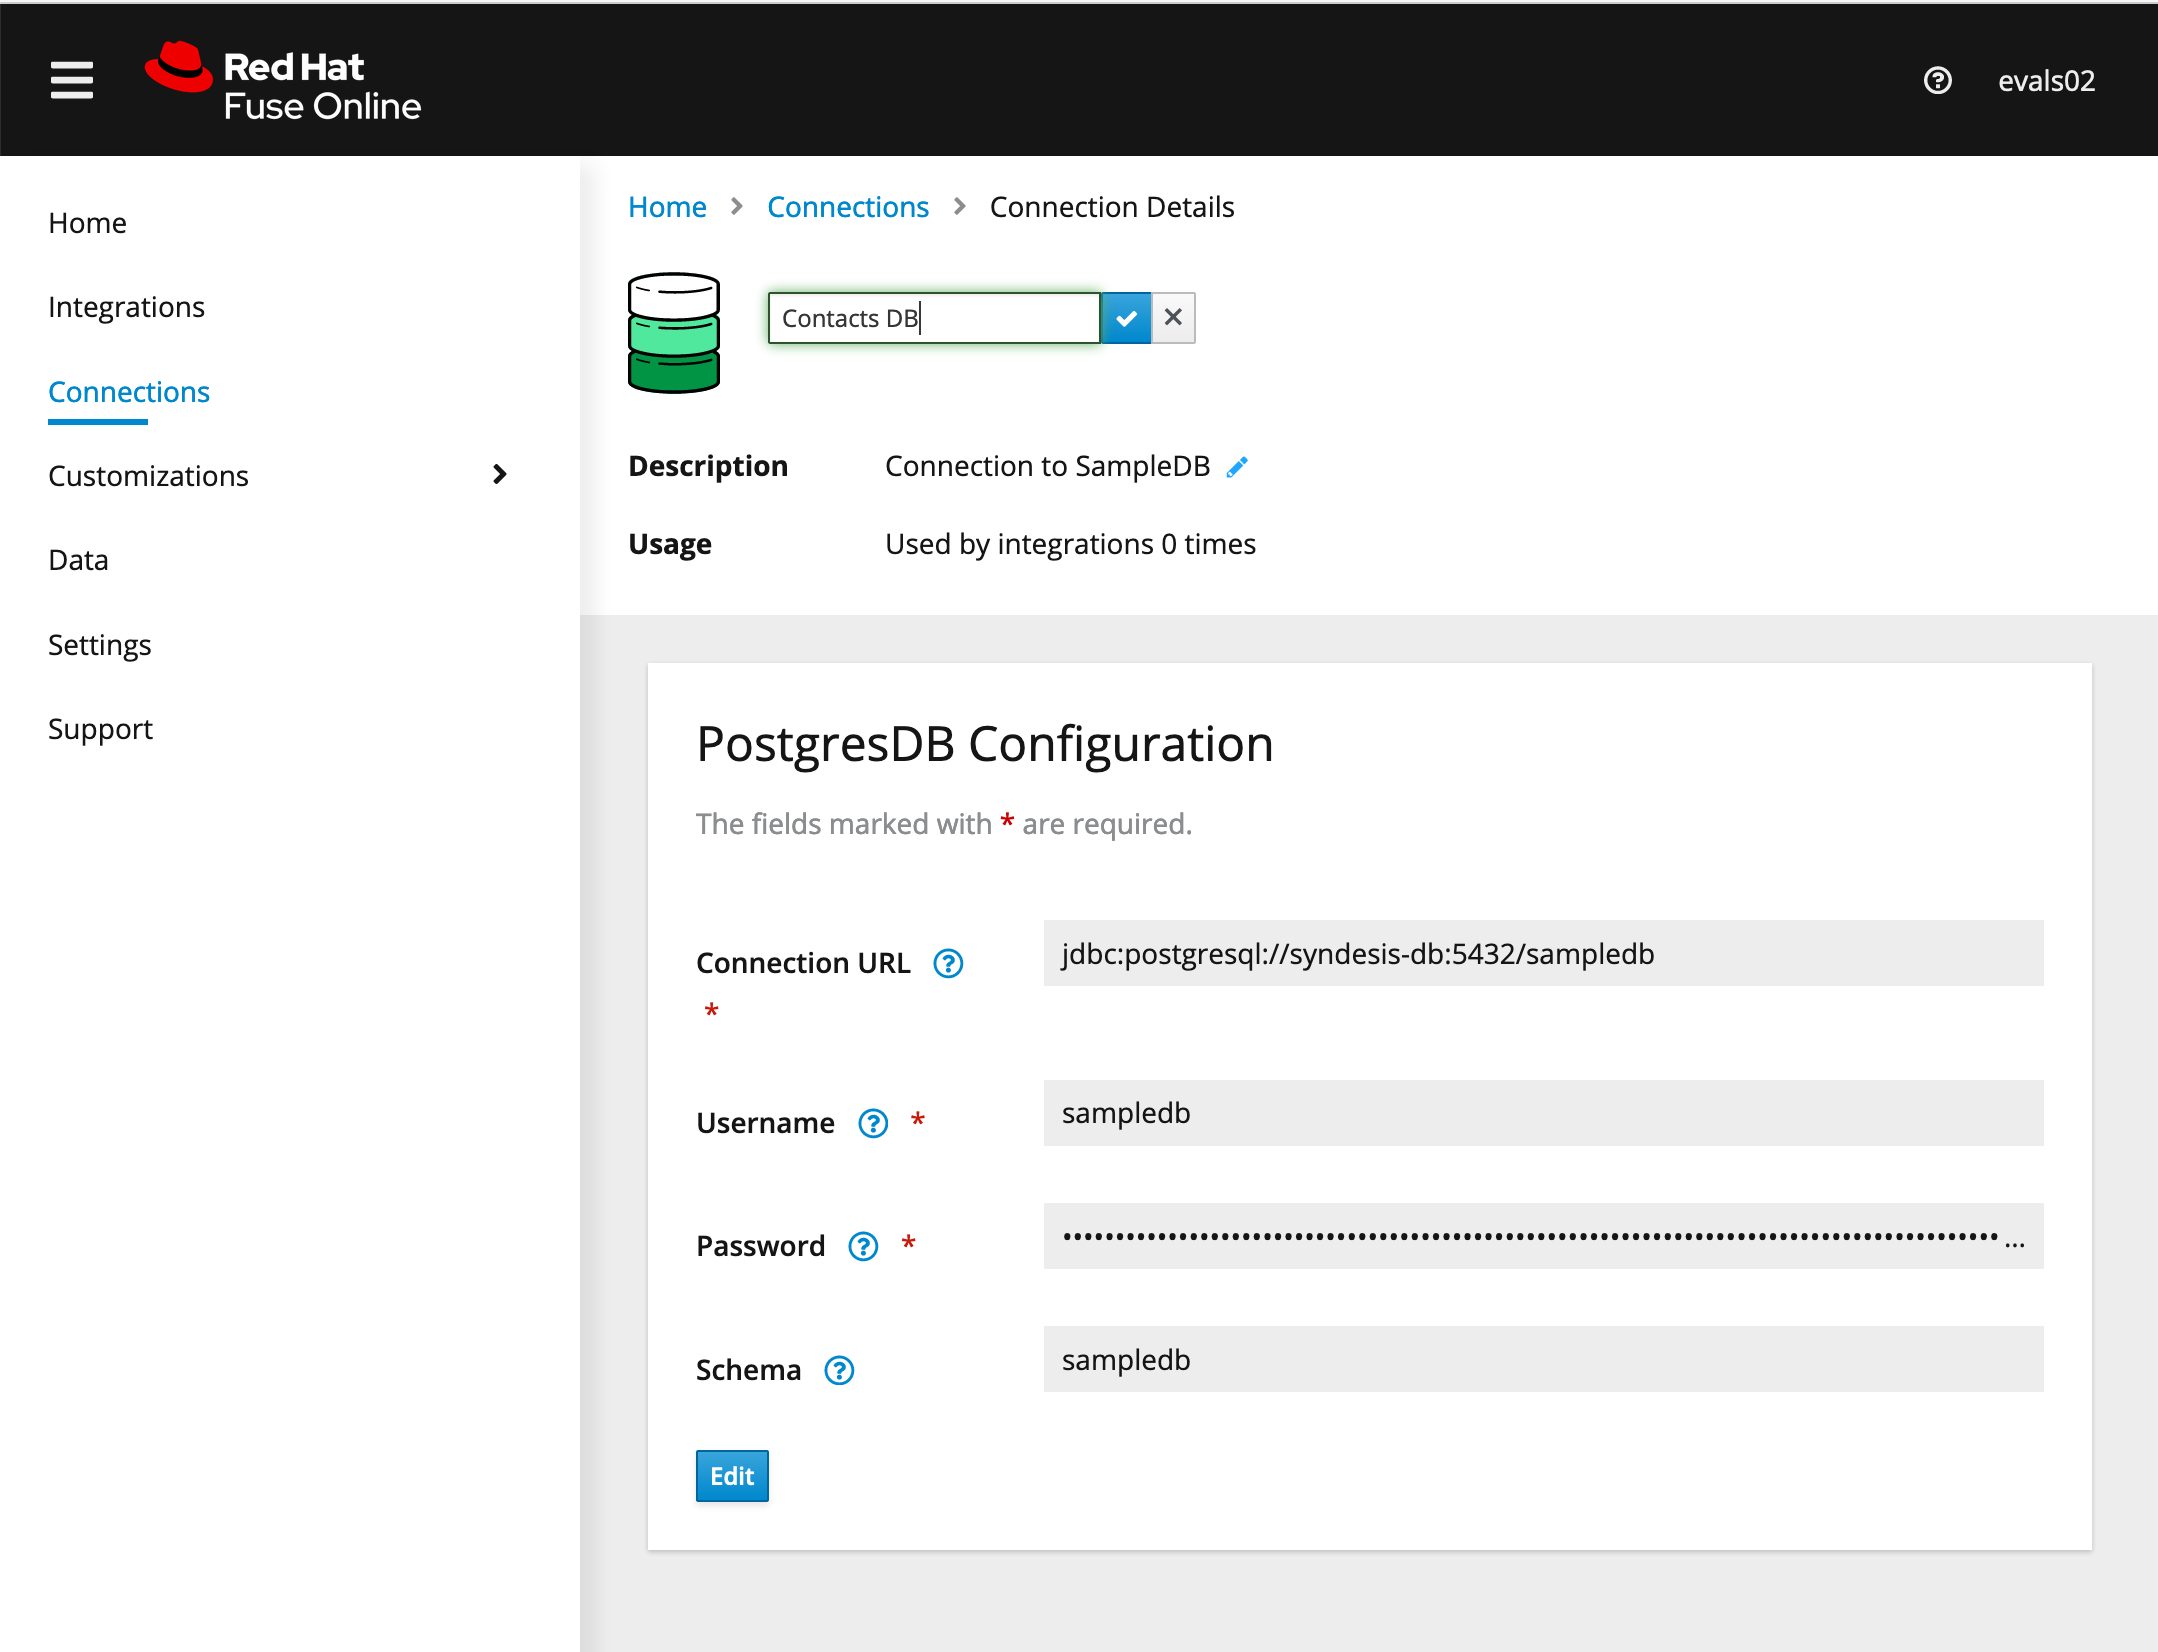 Red Hat
Fuse Online
evals02
Home
Integrations
Connections
Customizations
Data
Settings
Support
Home > Connections > Connection Details
Contacts DB
Description Connection to SampleDB
Usage Used by integrations 0 times
PostgresDB Configuration
The fields marked with * are required.
Connection URL jdbc:postgresql://syndesis-db:5432/sampledb
*
Username * sampledb
Password * ...
Schema sampledb
Edit